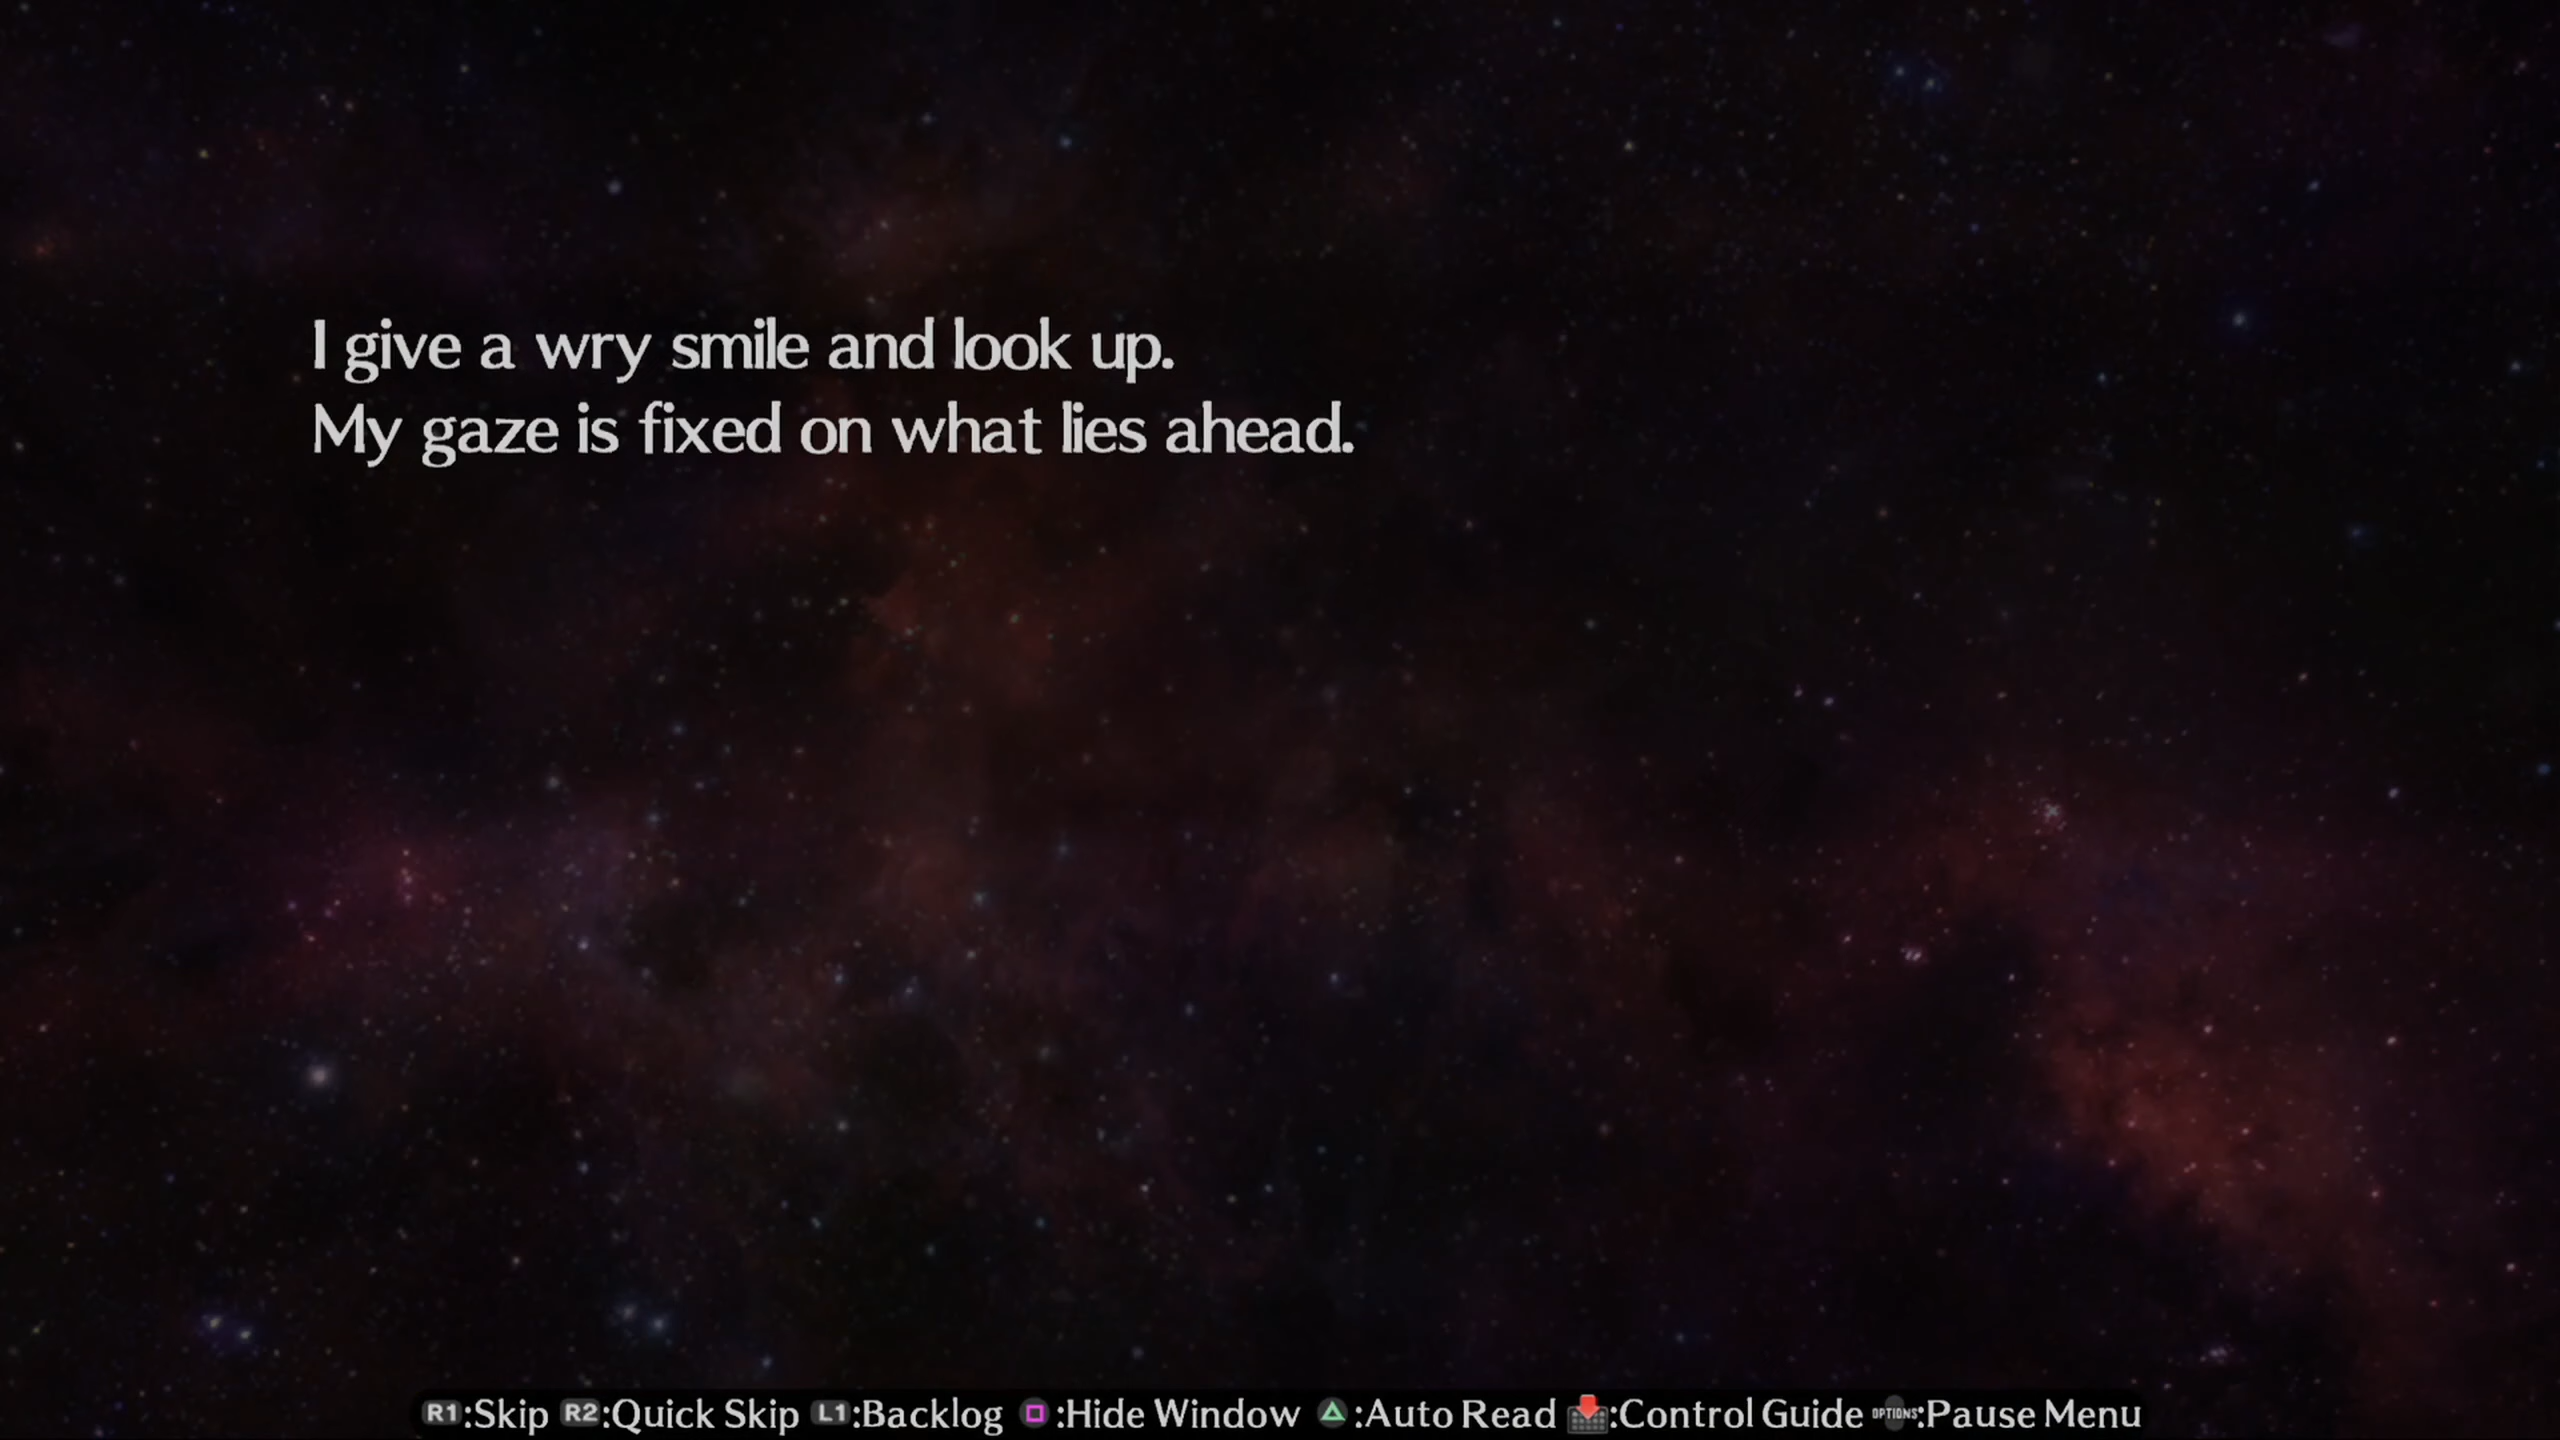 I give a wry smile and look up.
My gaze is fixed on what lies ahead.
R1:Skip R2:Quick Skip L1:Backlog :Hide Window :Auto Read :Control Guide OPTIONS:Pause Menu